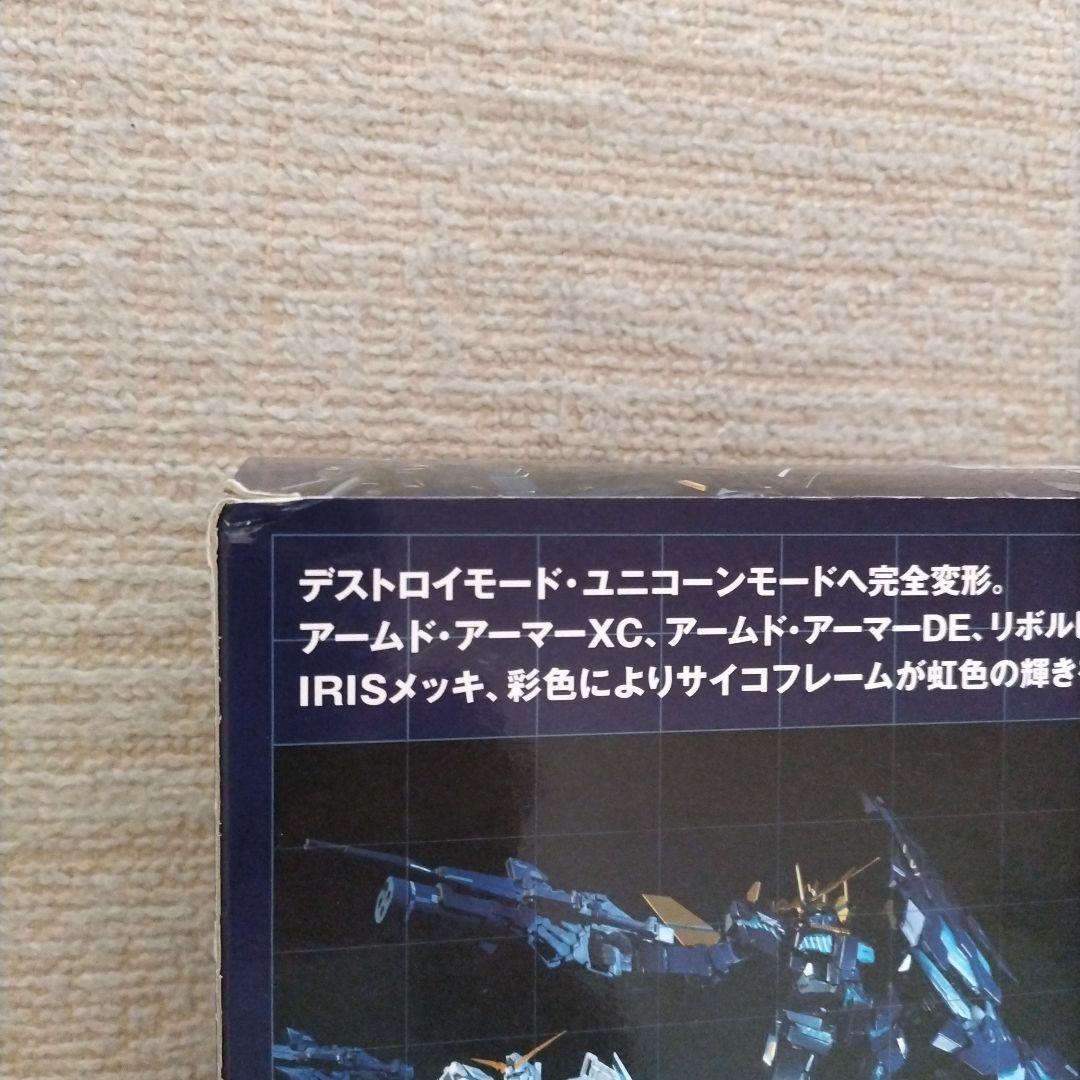 デストロイモード・ユニコーンモードへ完全変形。
アームド・アーマーXC、アームド・アーマーDE、リボル
IRISメッキ、彩色によりサイコフレームが虹色の輝き